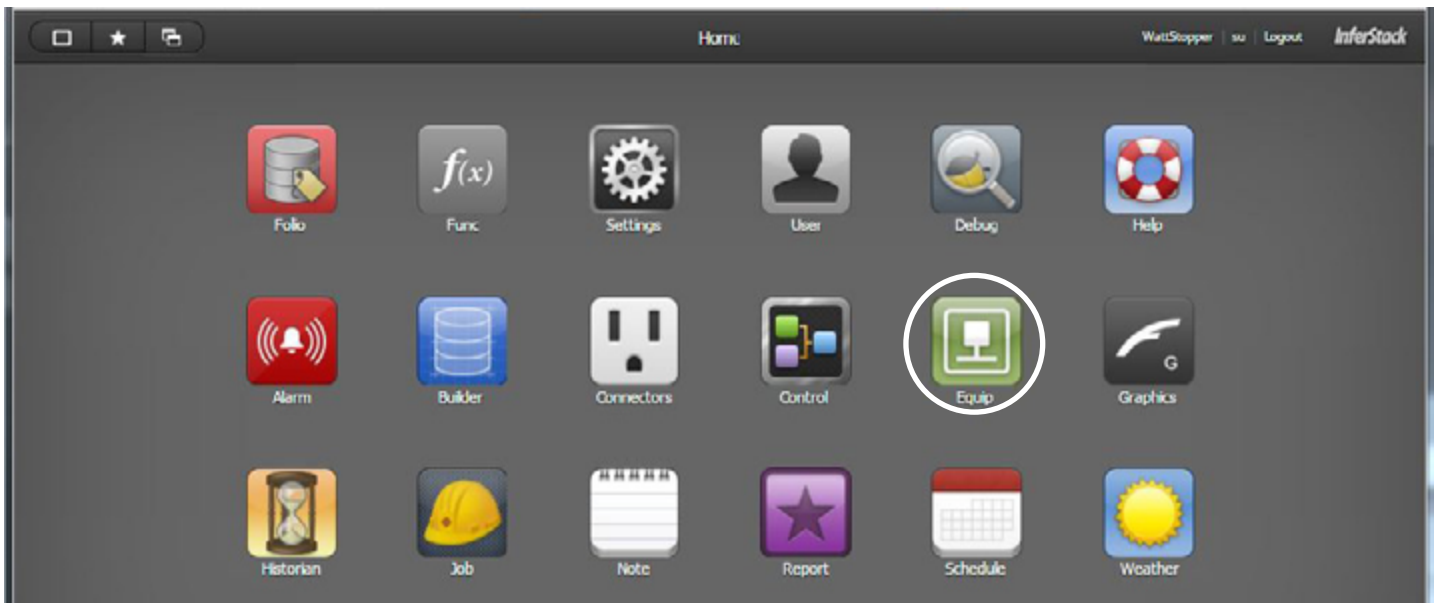 Home WattStopper su Logout InferStack
f(x)
Folio Func Settings User Debug Help
G
Alarm Builder Connectors Control Equip Graphics
Historian Job Note Report Schedule Weather